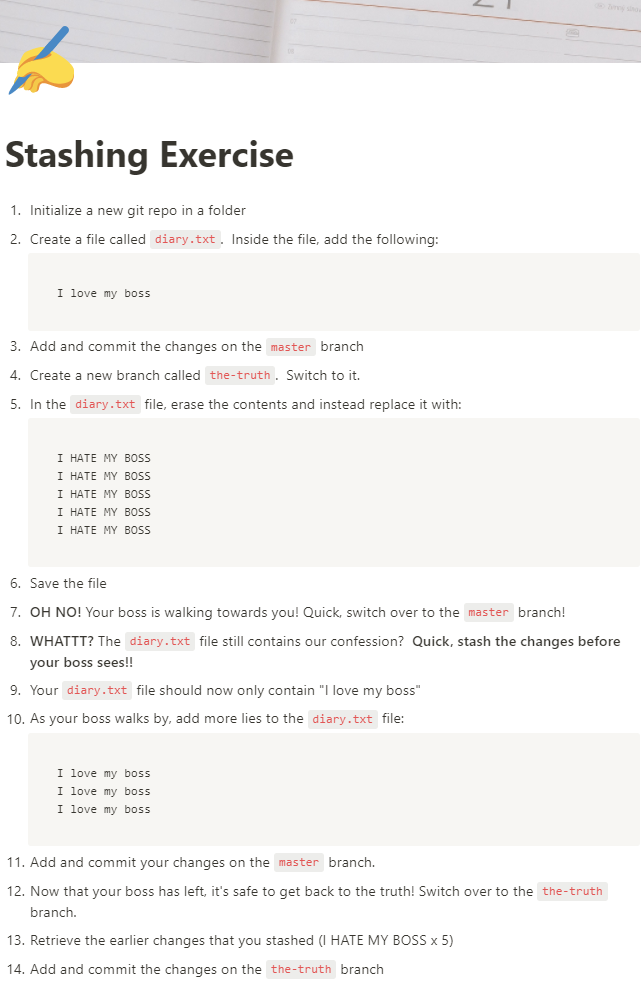 Stashing Exercise
1. Initialize a new git repo in a folder
2. Create a file called diary.txt. Inside the file, add the following:
I love my boss
3. Add and commit the changes on the master branch
4. Create a new branch called the-truth. Switch to it.
5. In the diary.txt file, erase the contents and instead replace it with:
I HATE MY BOSS
I HATE MY BOSS
I HATE MY BOSS
I HATE MY BOSS
I HATE MY BOSS
6. Save the file
7. OH NO! Your boss is walking towards you! Quick, switch over to the master branch!
8. WHATTT? The diary.txt file still contains our confession? Quick, stash the changes before
your boss sees!!
9. Your diary.txt file should now only contain "I love my boss"
10. As your boss walks by, add more lies to the diary.txt file:
I love my boss
I love my boss
I love my boss
11. Add and commit your changes on the master branch.
12. Now that your boss has left, it's safe to get back to the truth! Switch over to the the-truth
branch.
13. Retrieve the earlier changes that you stashed (I HATE MY BOSS x 5)
14. Add and commit the changes on the the-truth branch